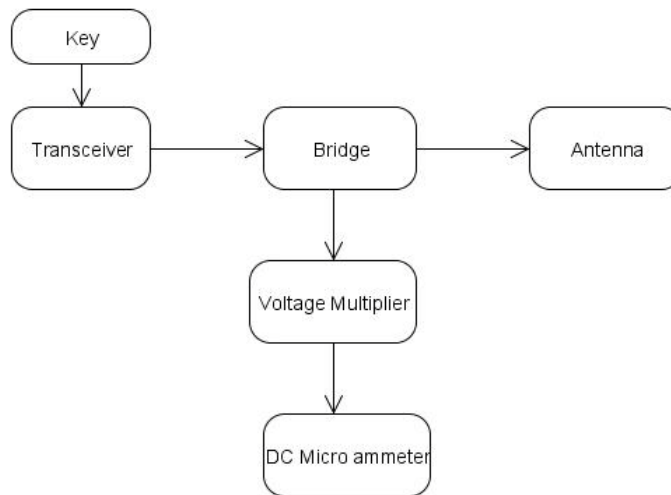 Key
Transceiver
Bridge
Antenna
Voltage Multiplier
DC Micro ammeter